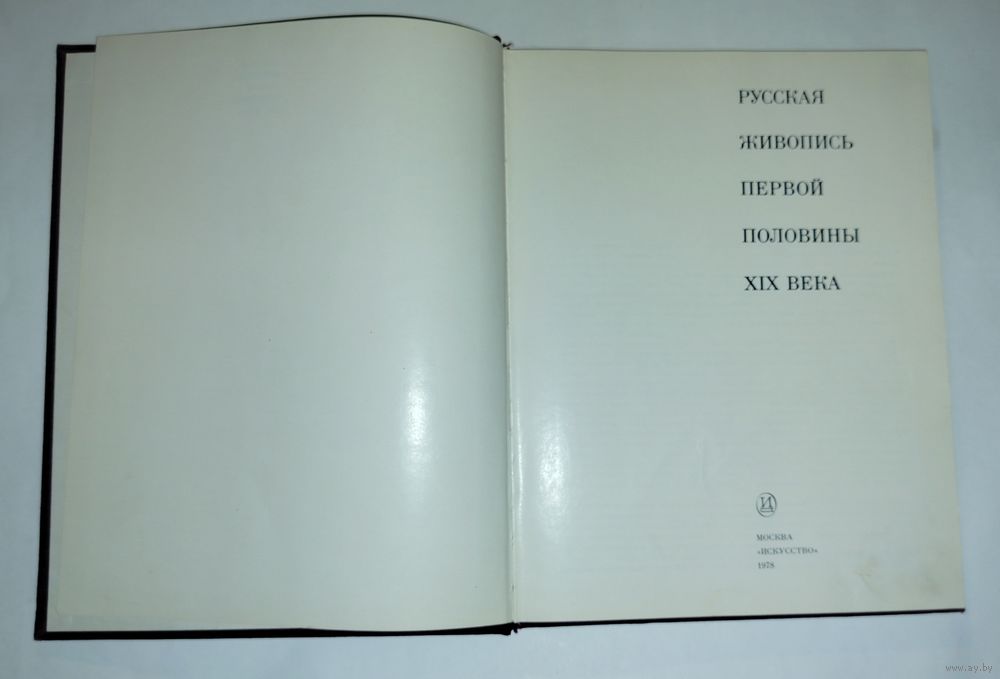 РУССКАЯ
ЖИВОПИСЬ
ПЕРВОЙ
ПОЛОВИНЫ
XIX ВЕКА
МОСКВА
«ИСКУССТВО»
1978
www.ay.by